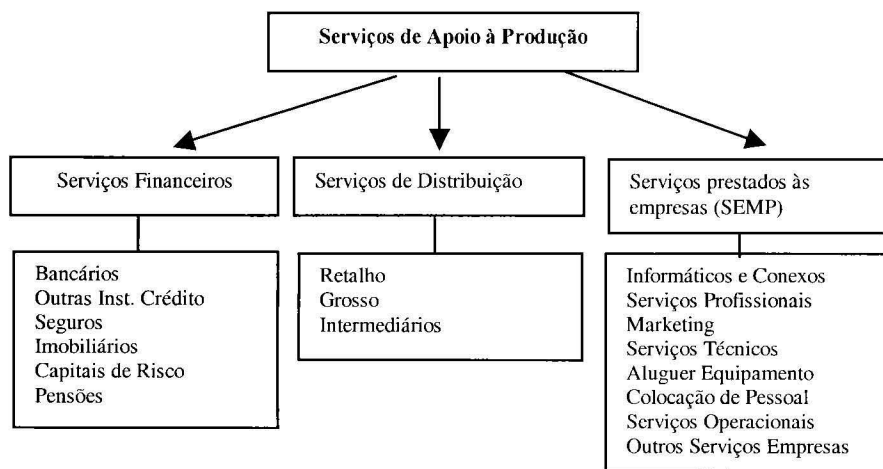 Serviços de Apoio à Produção
Serviços Financeiros
Bancários
Outras Inst. Crédito
Seguros
Imobiliários
Capitais de Risco
Pensões
Serviços de Distribuição
Retalho
Grosso
Intermediários
Serviços prestados às
empresas (SEMP)
Informáticos e Conexos
Serviços Profissionais
Marketing
Serviços Técnicos
Aluguer Equipamento
Colocação de Pessoal
Serviços Operacionais
Outros Serviços Empresas